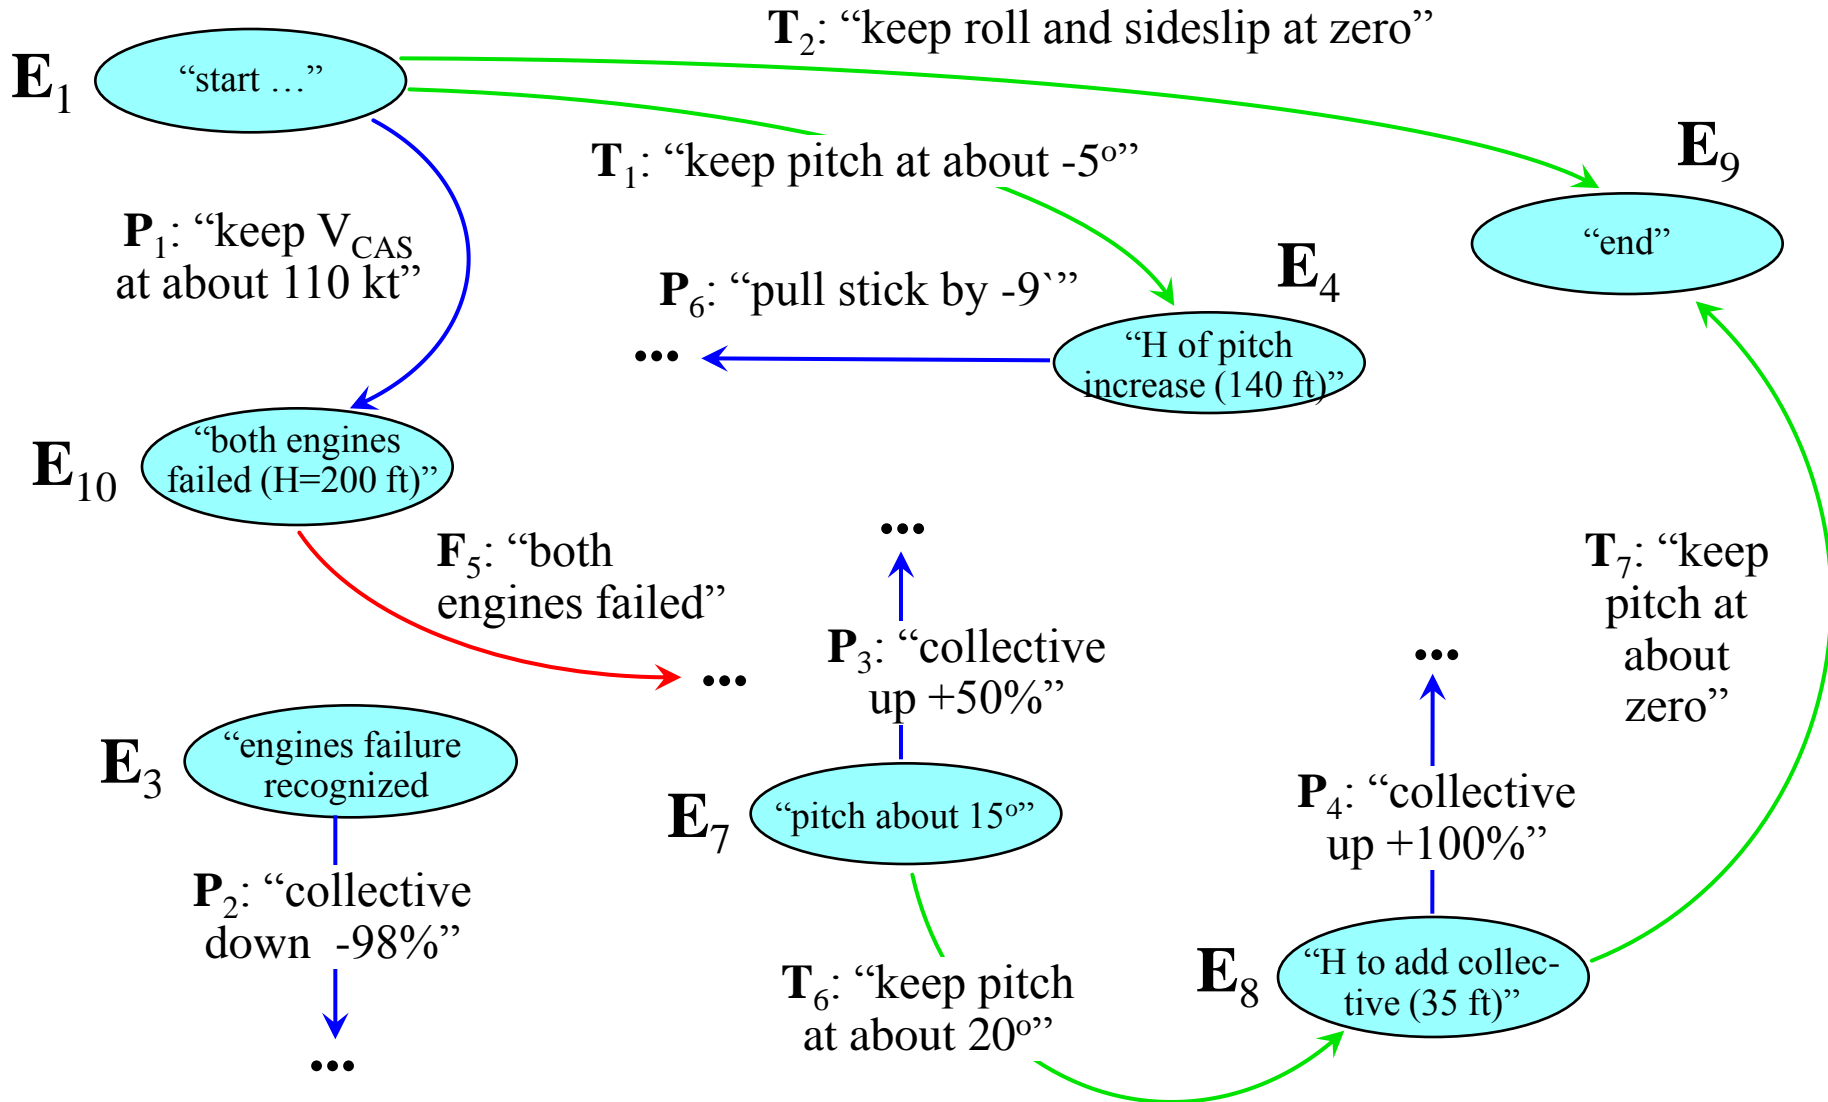 T2: “keep roll and sideslip at zero”
E1
“start …”
E9
T1: “keep pitch at about -5o”
P1: “keep VCAS
at about 110 kt”
“end”
E4
P6: “pull stick by -9`”
...
“H of pitch
increase (140 ft)”
E10
“both engines
failed (H=200 ft)”
F5: “both
engines failed”
...
...
T7: “keep
pitch at
about
zero”
P3: “collective
up +50%”
...
E3
“engines failure
recognized
E7
“pitch about 15o”
P4: “collective
up +100%”
P2: “collective
down -98%”
...
T6: “keep pitch
at about 20o”
E8
“H to add collec-
tive (35 ft)”